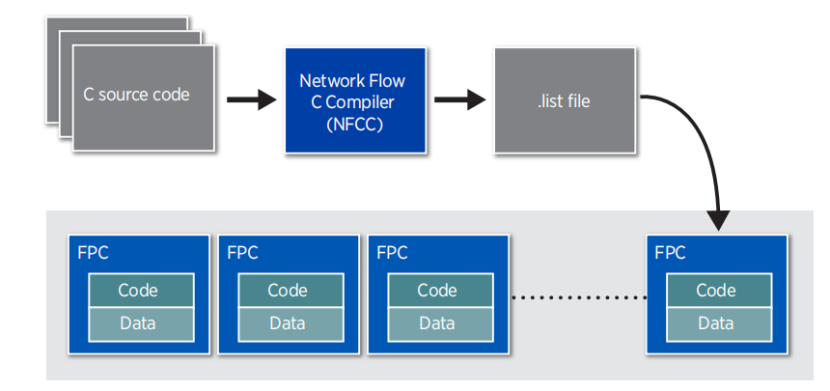 C source code
Network Flow
C Compiler
(NFCC)
.list file
FPC
Code
Data
FPC
Code
Data
FPC
Code
Data
FPC
Code
Data